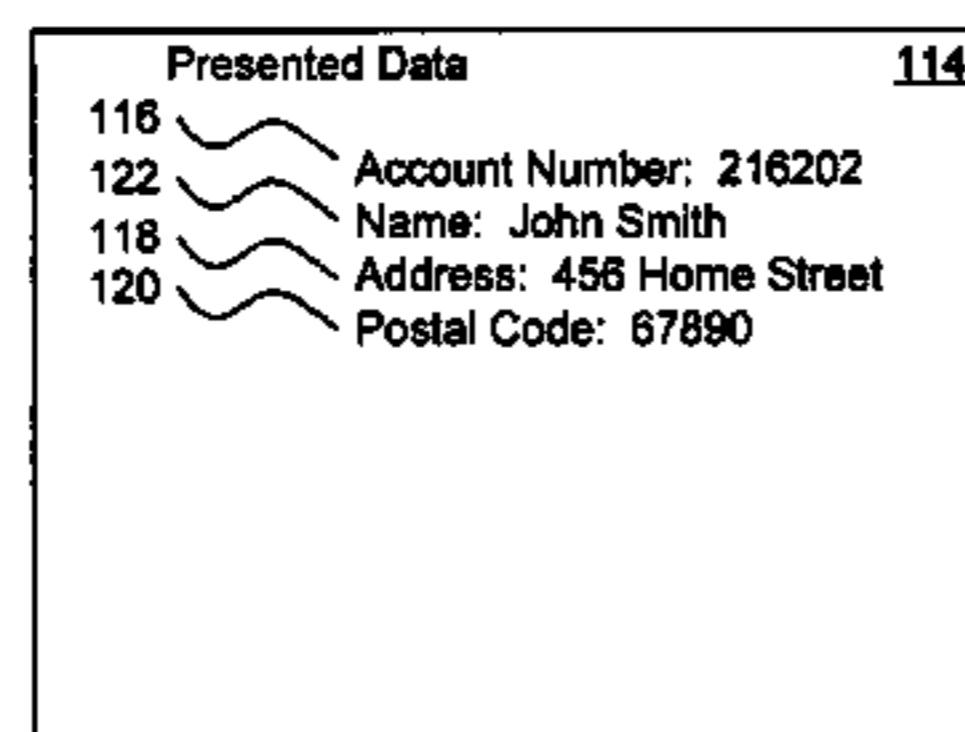 Presented Data 114
116
Account Number: 216202
122
Name: John Smith
118
Address: 456 Home Street
120
Postal Code: 67890